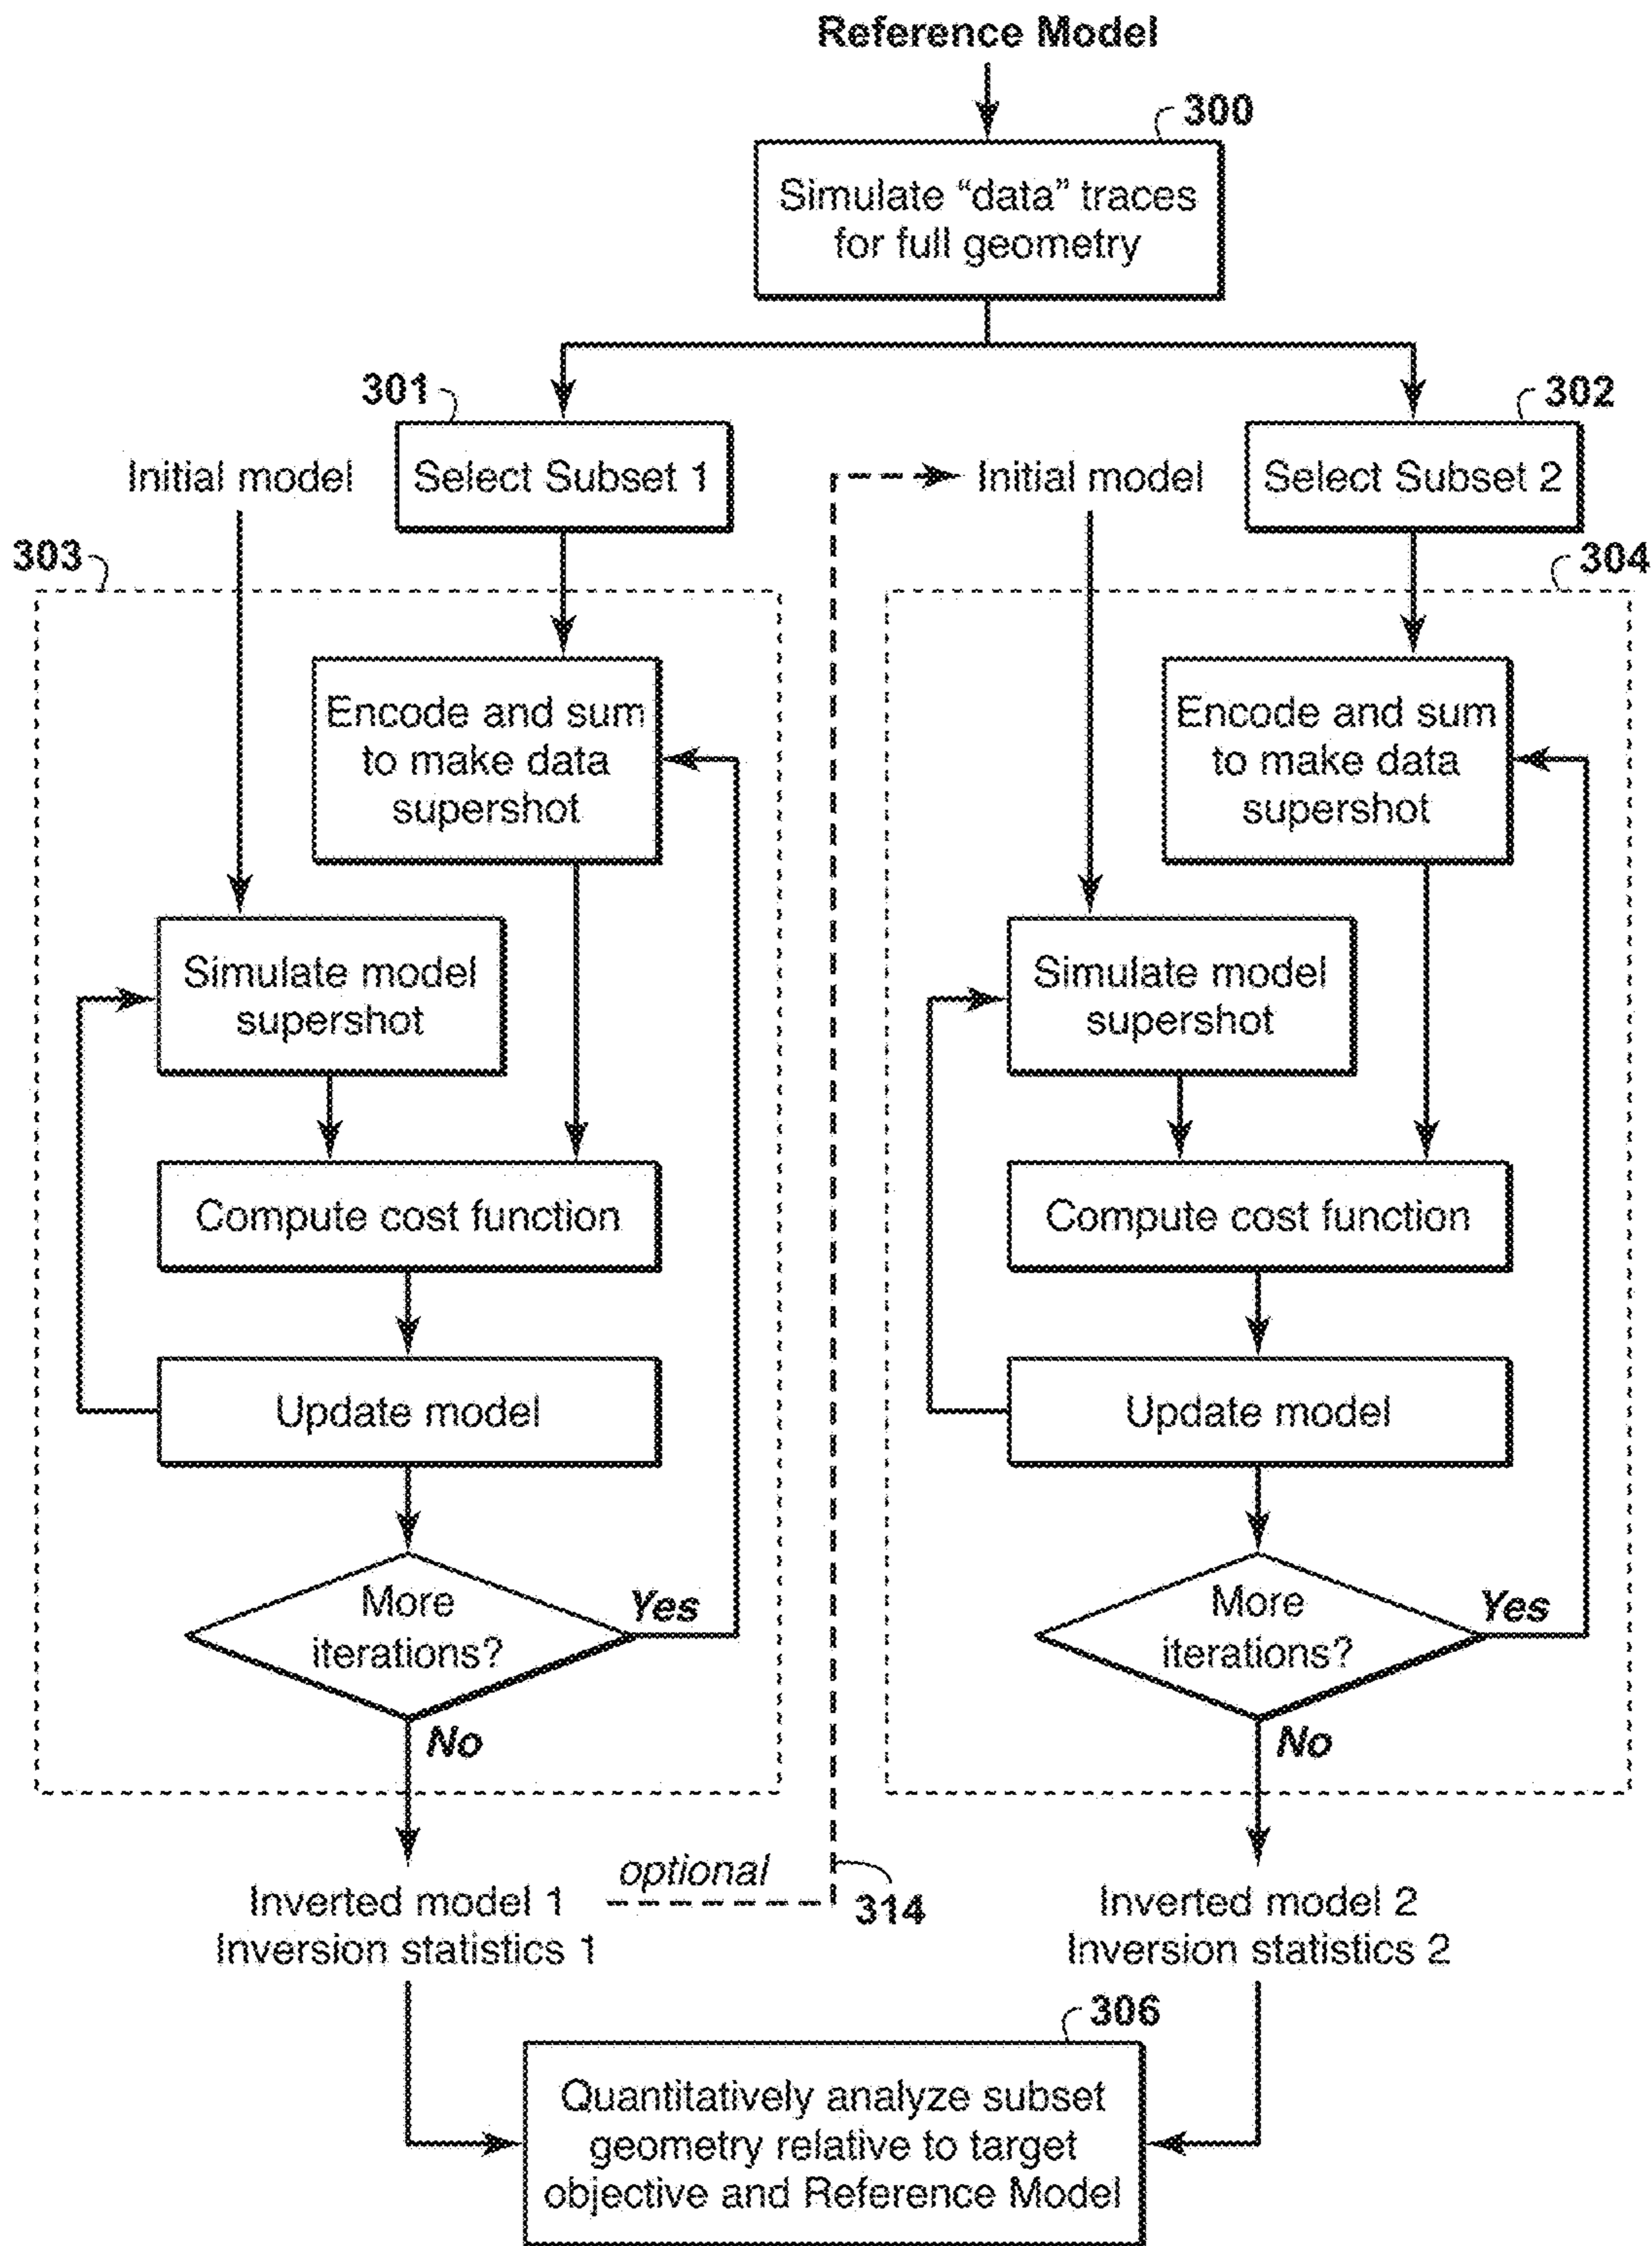 Reference Model
300
Simulate “data” traces
for full geometry
301
302
Initial model
Select Subset 1
Initial model
Select Subset 2
303
304
Encode and sum
to make data
supershot
Encode and sum
to make data
supershot
Simulate model
supershot
Simulate model
supershot
Compute cost function
Compute cost function
Update model
Update model
More
iterations?
Yes
More
iterations?
Yes
No
No
optional
314
Inverted model 1
Inversion statistics 1
Inverted model 2
Inversion statistics 2
306
Quantitatively analyze subset
geometry relative to target
objective and Reference Model